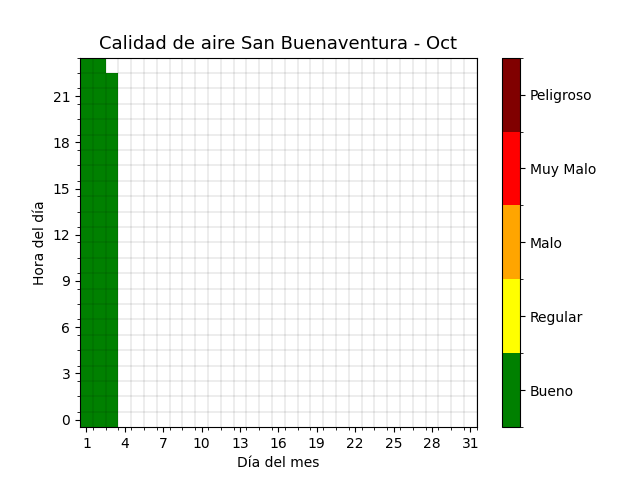 Calidad de aire San Buenaventura - Oct
Hora del día
21
18
15
12
9
6
3
0
1 4 7 10 13 16 19 22 25 28 31
Día del mes
Peligroso
Muy Malo
Malo
Regular
Bueno